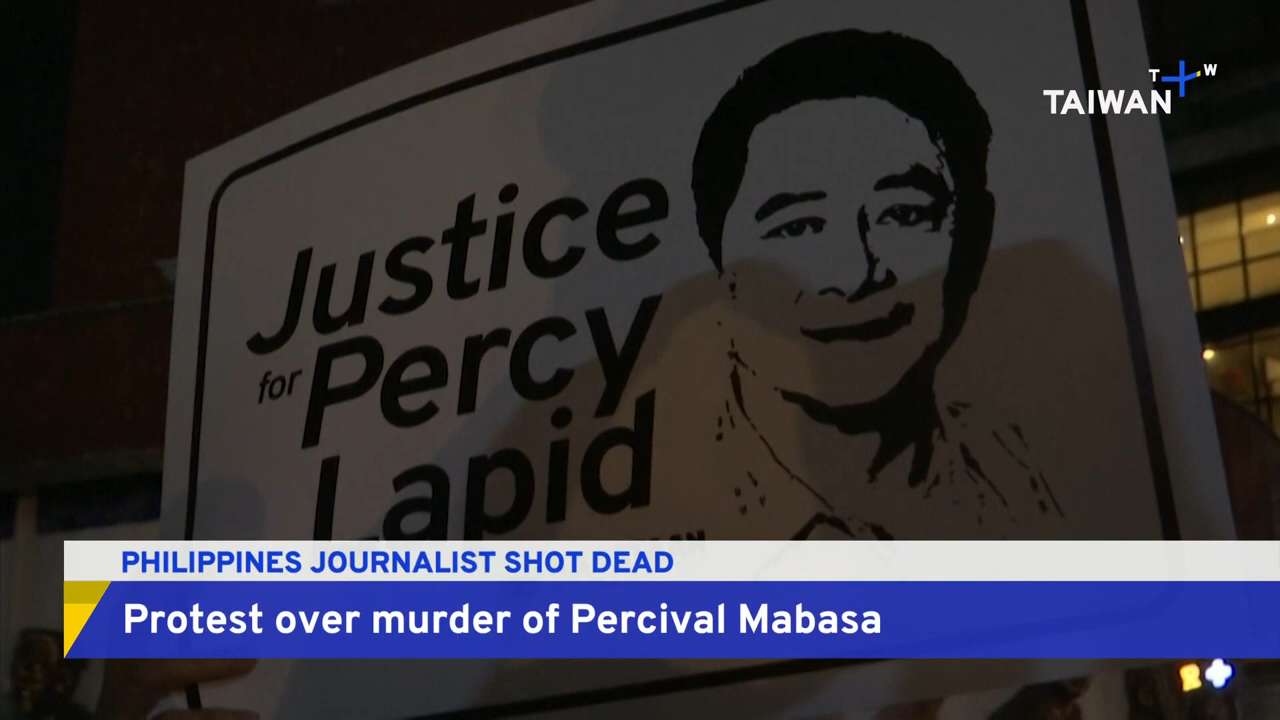 T W
TAIWAN
Justice
for Percy
Lapid
PHILIPPINES JOURNALIST SHOT DEAD
Protest over murder of Percival Mabasa